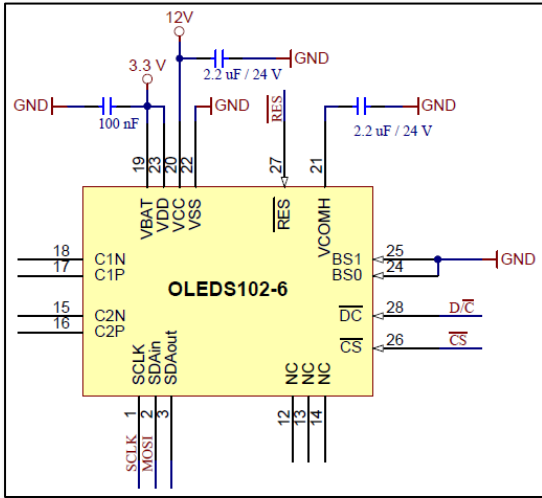 12V
3.3 V
GND
2.2 uF / 24 V
GND
100 nF
GND
RES
GND
2.2 uF / 24 V
19
23
20
22
27
21
VBAT
VDD
VCC
VSS
RES
VCOMH
18
C1N
17
C1P
BS1
25
BS0
24
GND
OLEDS102-6
15
C2N
16
C2P
DC
28
D/C
CS
26
CS
SCLK
SDAin
SDAout
NC
NC
NC
1
2
3
12
13
14
SCLK
MOSI